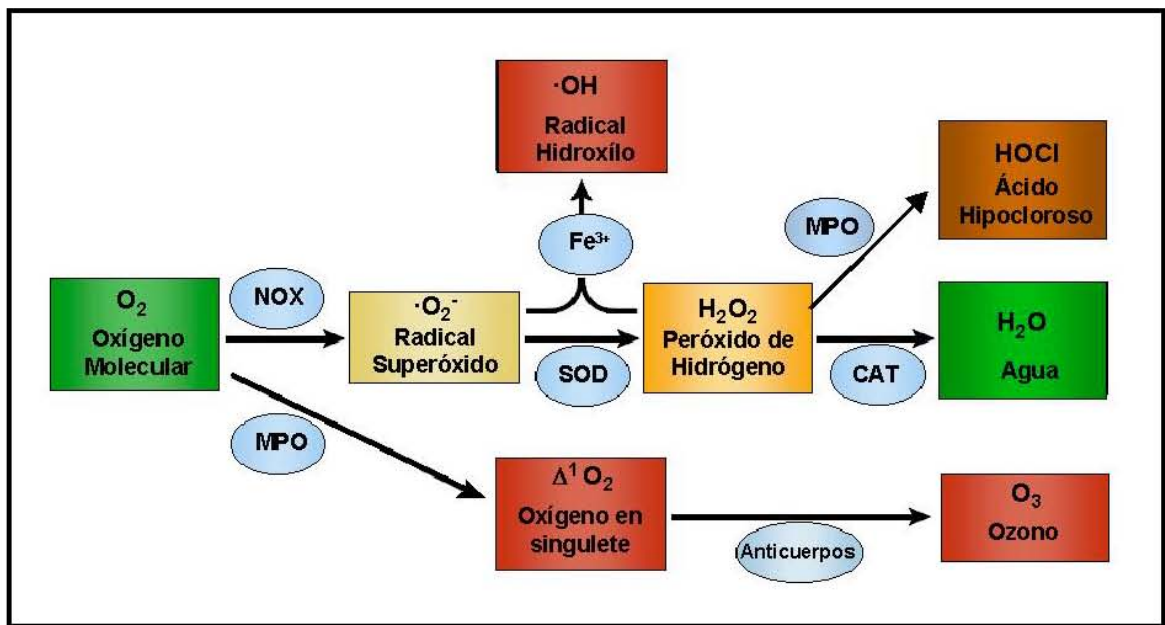 ·OH
Radical
Hidroxílo
HOCl
Ácido
Hipocloroso
MPO
Fe³⁺
O₂
Oxígeno
Molecular
NOX
·O₂⁻
Radical
Superóxido
SOD
H₂O₂
Peróxido de
Hidrógeno
CAT
H₂O
Agua
MPO
Δ¹ O₂
Oxígeno en
singulete
Anticuerpos
O₃
Ozono